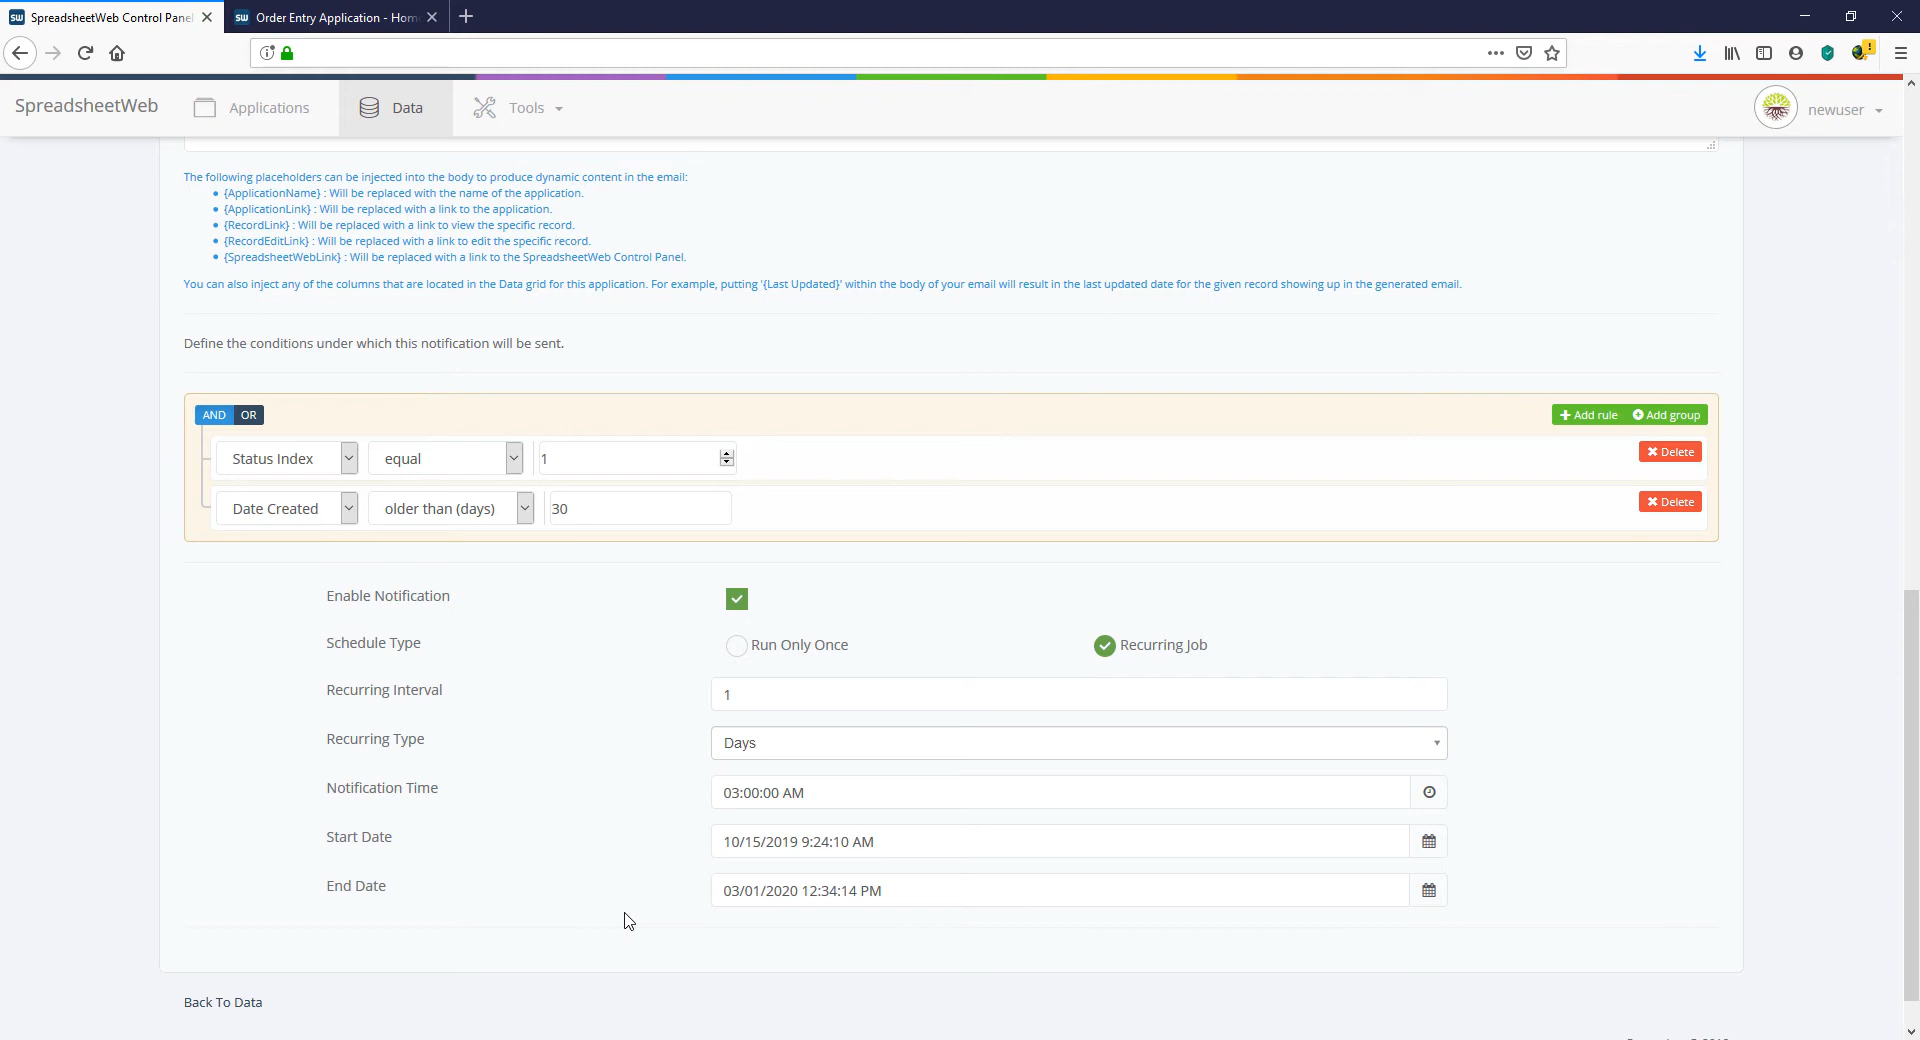 SpreadsheetWeb Control Pane
Order Entry Application - Hom
SpreadsheetWeb
Applications
Data
Tools
newuser
The following placeholders can be injected into the body to produce dynamic content in the email:
{ApplicationName} : Will be replaced with the name of the application.
{ApplicationLink} : Will be replaced with a link to the application.
{RecordLink} : Will be replaced with a link to view the specific record.
{RecordEditLink} : Will be replaced with a link to edit the specific record.
{SpreadsheetWebLink} : Will be replaced with a link to the SpreadsheetWeb Control Panel.
You can also inject any of the columns that are located in the Data grid for this application. For example, putting '{Last Updated}' within the body of your email will result in the last updated date for the given record showing up in the generated email.
Define the conditions under which this notification will be sent.
AND OR
Add rule Add group
Status Index equal 1 Delete
Date Created older than (days) 30 Delete
Enable Notification
Schedule Type Run Only Once Recurring Job
Recurring Interval 1
Recurring Type Days
Notification Time 03:00:00 AM
Start Date 10/15/2019 9:24:10 AM
End Date 03/01/2020 12:34:14 PM
Back To Data